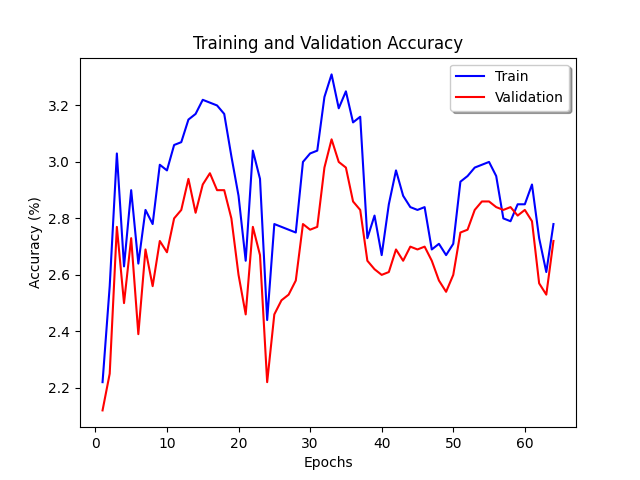 Training and Validation Accuracy
Train
Validation
3.2
3.0
2.8
2.6
2.4
2.2
Accuracy (%)
0 10 20 30 40 50 60
Epochs